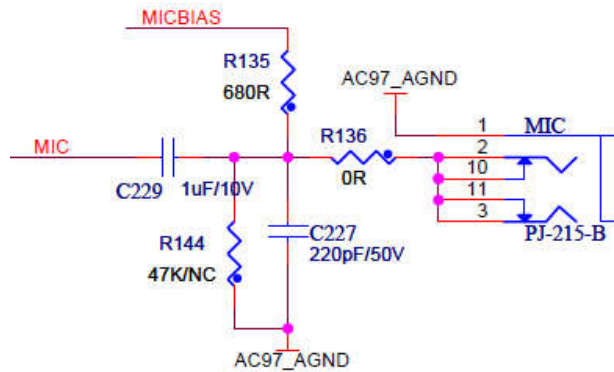 MICBIAS
R135
680R
AC97_AGND
MIC
R136
0R
1
MIC
2
10
11
3
PJ-215-B
C229
1uF/10V
R144
47K/NC
C227
220pF/50V
AC97_AGND